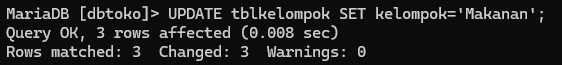 MariaDB [dbtoko]> UPDATE tblkelompok SET kelompok='Makanan';
Query OK, 3 rows affected (0.008 sec)
Rows matched: 3  Changed: 3  Warnings: 0